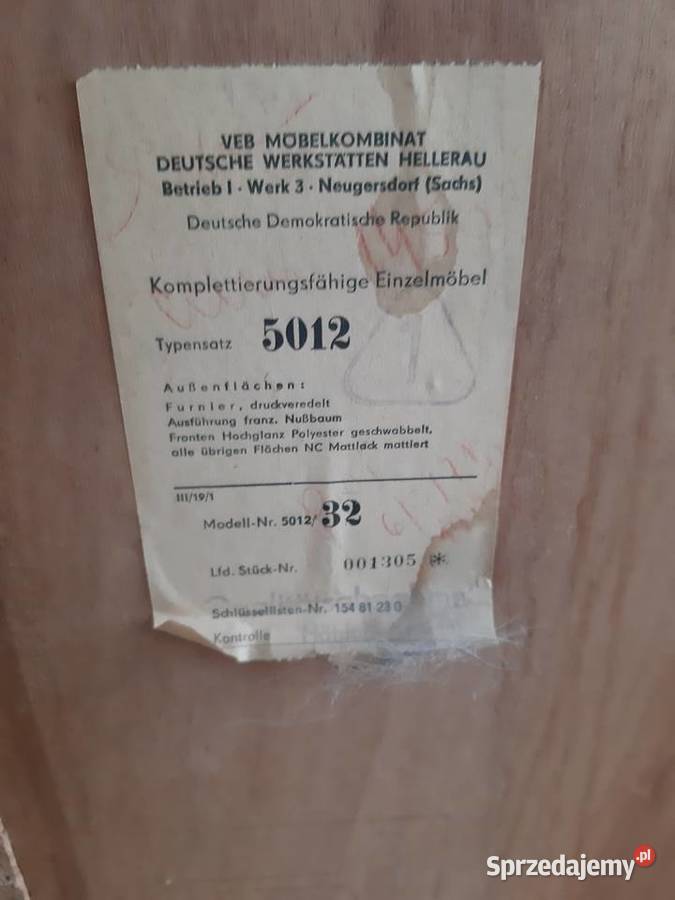 VEB MÖBELKOMBINAT
DEUTSCHE WERKSTÄTTEN HELLERAU
Betrieb I · Werk 3 · Neugersdorf (Sachs)
Deutsche Demokratische Republik
Komplettierungsfähige Einzelmöbel
Typensatz 5012
Außenflächen:
Furnier, druckveredelt
Ausführung franz. Nußbaum
Fronten Hochglanz Polyester geschwabbelt,
alle übrigen Flächen NC Mattlack mattiert
III/19/1
Modell-Nr. 5012/32
Lfd. Stück-Nr. 001305 *
Schlüssellisten-Nr. 154 81 23 0
Kontrolle
Sprzedajemy.pl